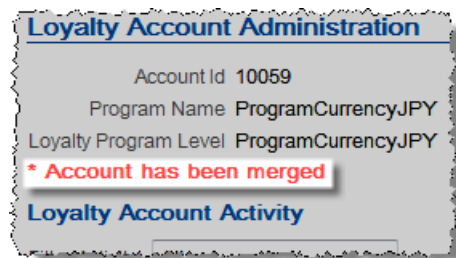 Loyalty Account Administration
Account Id 10059
Program Name ProgramCurrencyJPY
Loyalty Program Level ProgramCurrencyJPY
* Account has been merged
Loyalty Account Activity